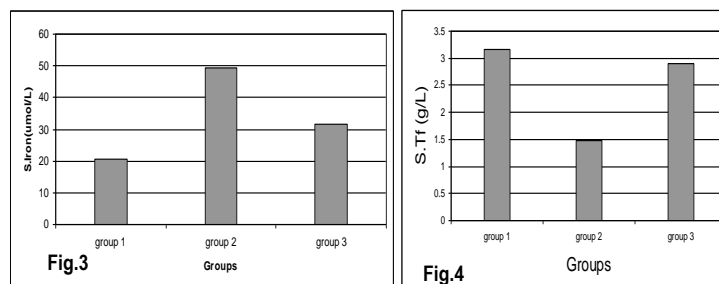 60
50
40
30
20
10
0
S.Iron(umol/L)
group 1 group 2 group 3
Fig.3 Groups
3.5
3
2.5
2
1.5
1
0.5
0
S.Tf (g/L)
group 1 group 2 group 3
Fig.4 Groups